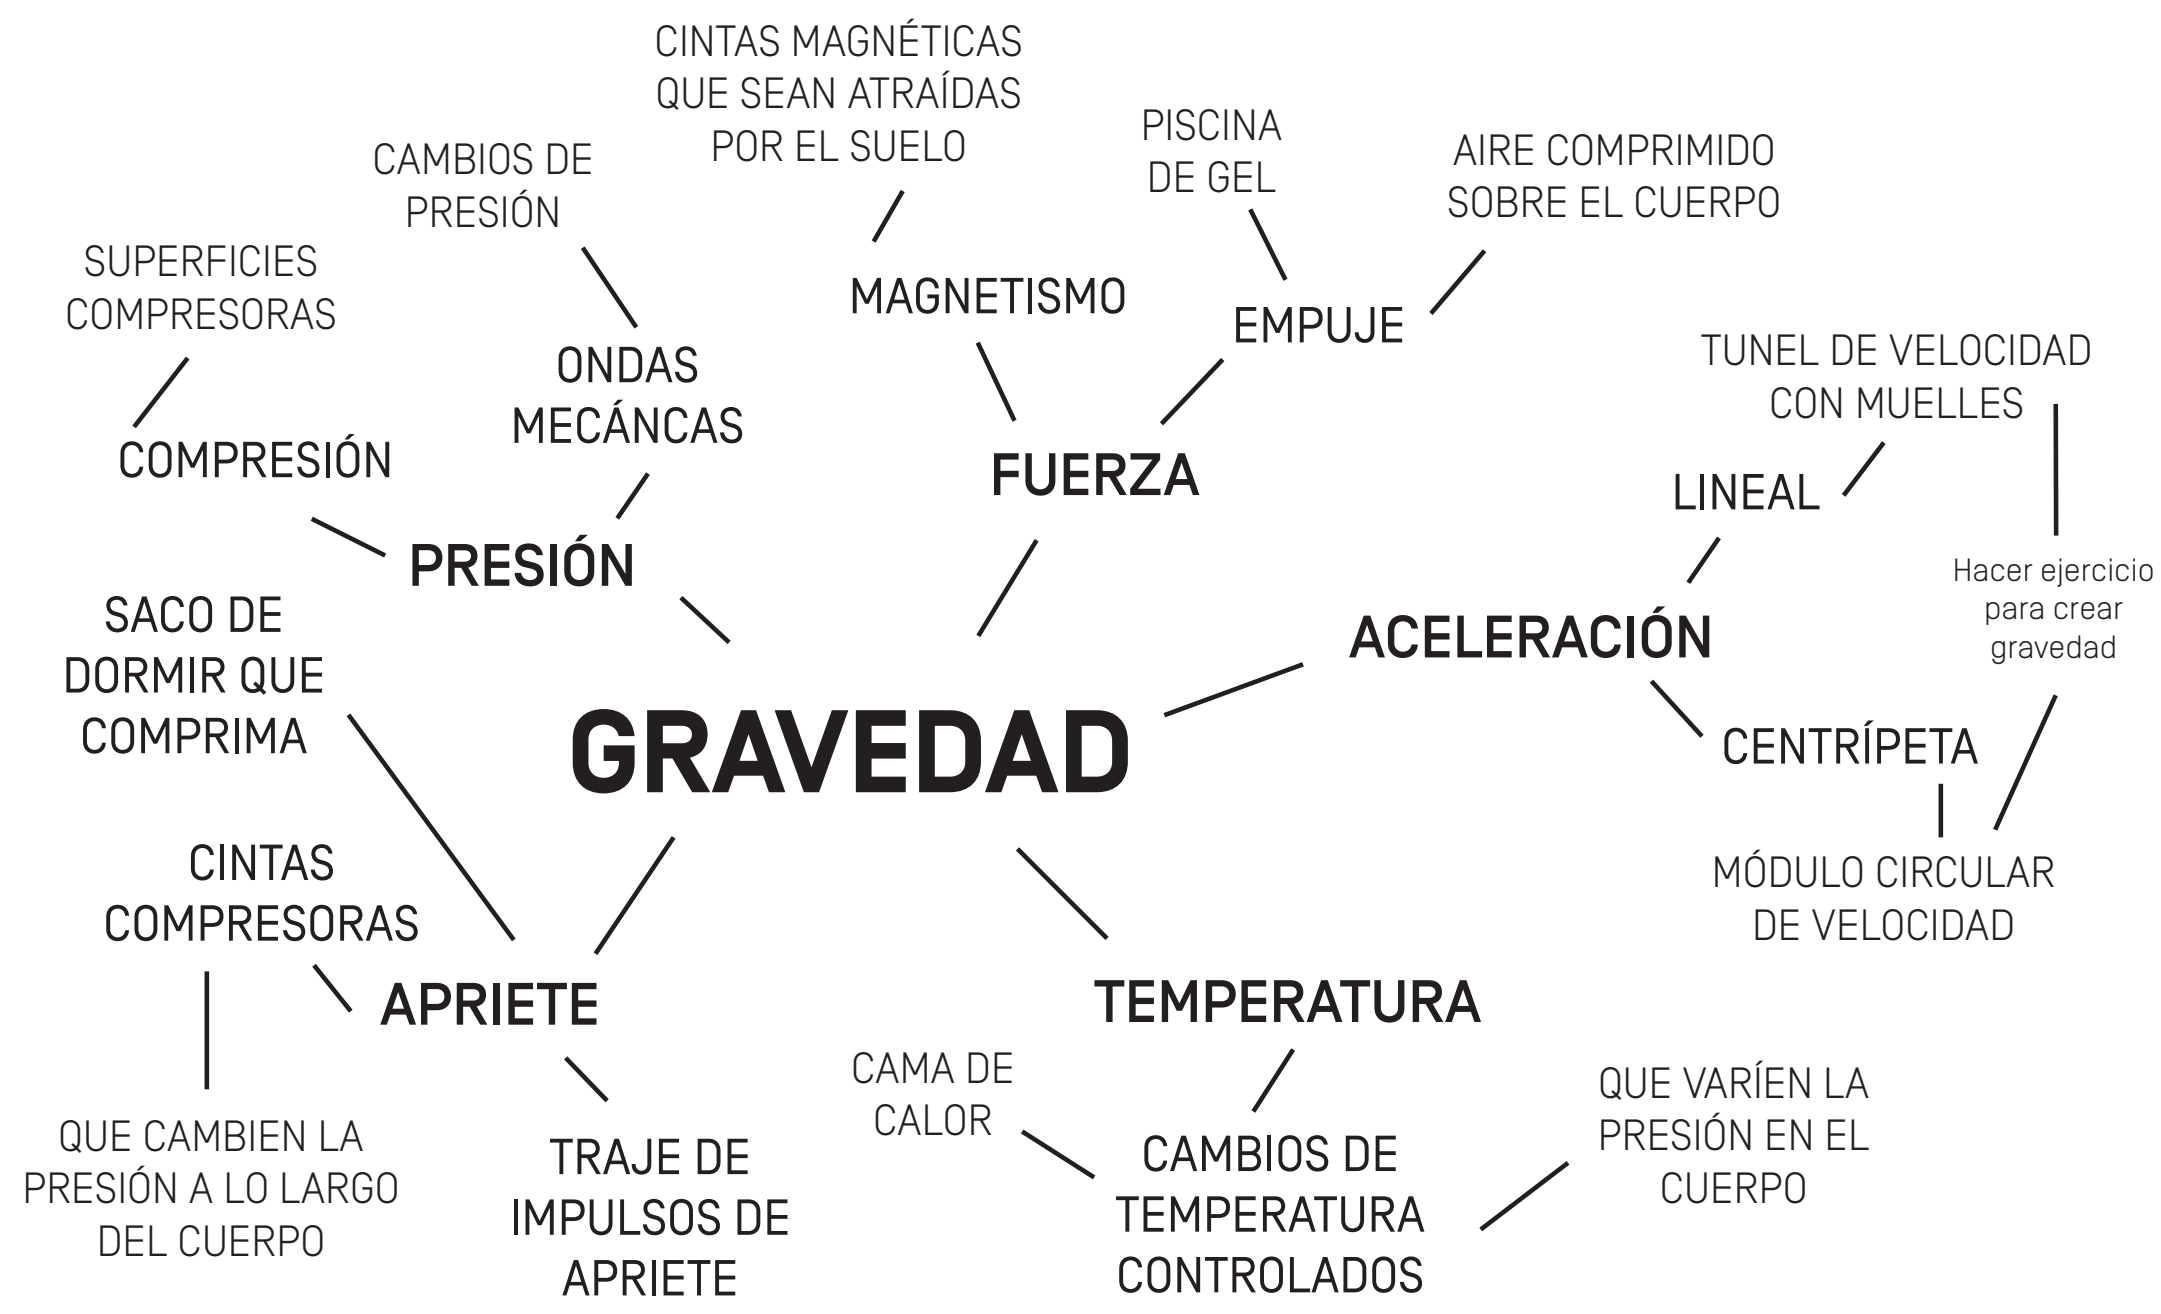 CINTAS MAGNÉTICAS
QUE SEAN ATRAÍDAS
POR EL SUELO
PISCINA
DE GEL
AIRE COMPRIMIDO
SOBRE EL CUERPO
CAMBIOS DE
PRESIÓN
SUPERFICIES
COMPRESORAS
MAGNETISMO
EMPUJE
TUNEL DE VELOCIDAD
CON MUELLES
ONDAS
MECÁNCAS
COMPRESIÓN
FUERZA
LINEAL
PRESIÓN
Hacer ejercicio
para crear
gravedad
SACO DE
DORMIR QUE
COMPRIMA
ACELERACIÓN
GRAVEDAD
CENTRÍPETA
CINTAS
COMPRESORAS
MÓDULO CIRCULAR
DE VELOCIDAD
APRIETE
TEMPERATURA
CAMA DE
CALOR
QUE VARÍEN LA
PRESIÓN EN EL
CUERPO
QUE CAMBIEN LA
PRESIÓN A LO LARGO
DEL CUERPO
TRAJE DE
IMPULSOS DE
APRIETE
CAMBIOS DE
TEMPERATURA
CONTROLADOS